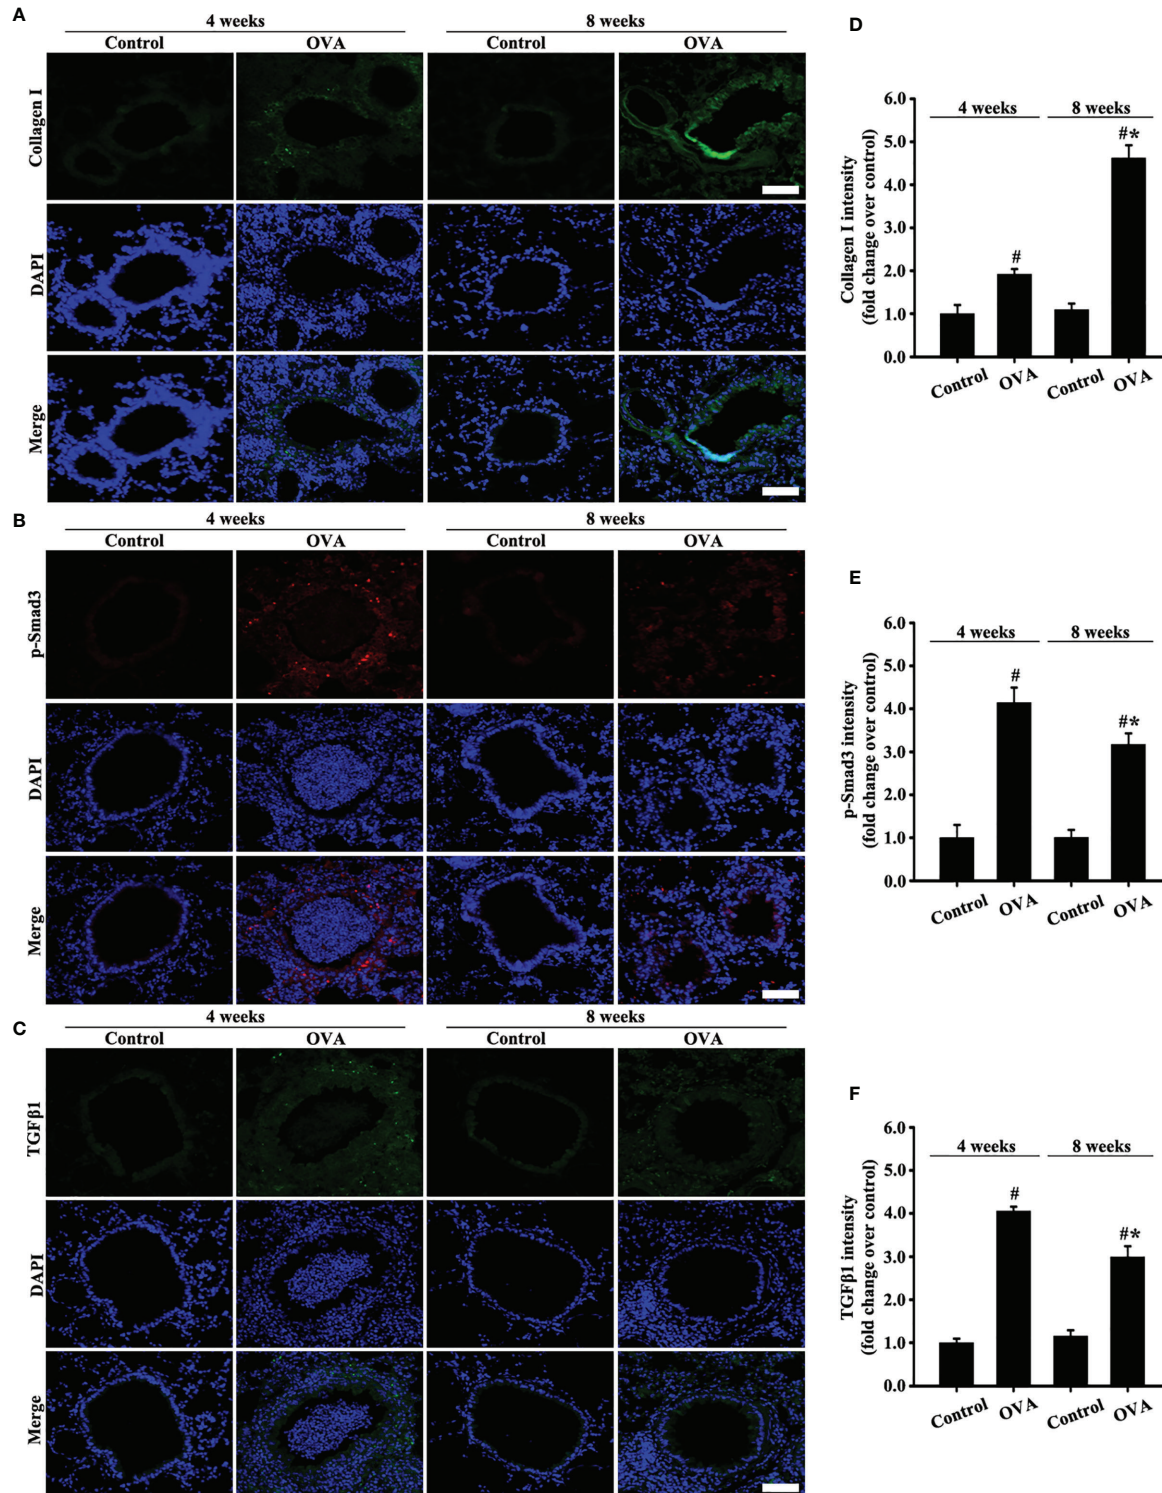 A
4 weeks 8 weeks
Control OVA Control OVA
Collagen I
DAPI
Merge
B
4 weeks 8 weeks
Control OVA Control OVA
p-Smad3
DAPI
Merge
C
4 weeks 8 weeks
Control OVA Control OVA
TGFβ1
DAPI
Merge
D
Collagen I intensity
(fold change over control)
6.0
5.0
4.0
3.0
2.0
1.0
0.0
4 weeks 8 weeks
#
#*
Control OVA Control OVA
E
p-Smad3 intensity
(fold change over control)
6.0
5.0
4.0
3.0
2.0
1.0
0.0
4 weeks 8 weeks
#
#*
Control OVA Control OVA
F
TGFβ1 intensity
(fold change over control)
6.0
5.0
4.0
3.0
2.0
1.0
0.0
4 weeks 8 weeks
#
#*
Control OVA Control OVA